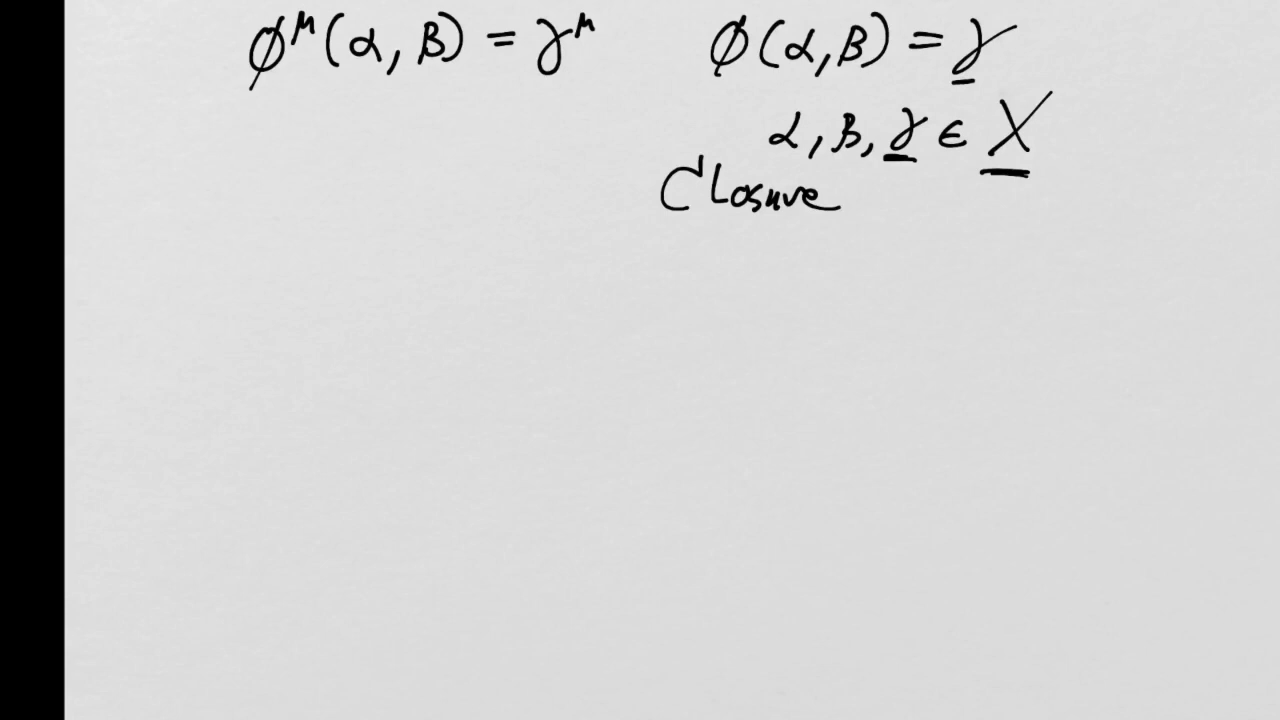 ϕ^μ(α, β) = γ^μ ϕ(α, β) = γ
α, β, γ ∈ X
Closure